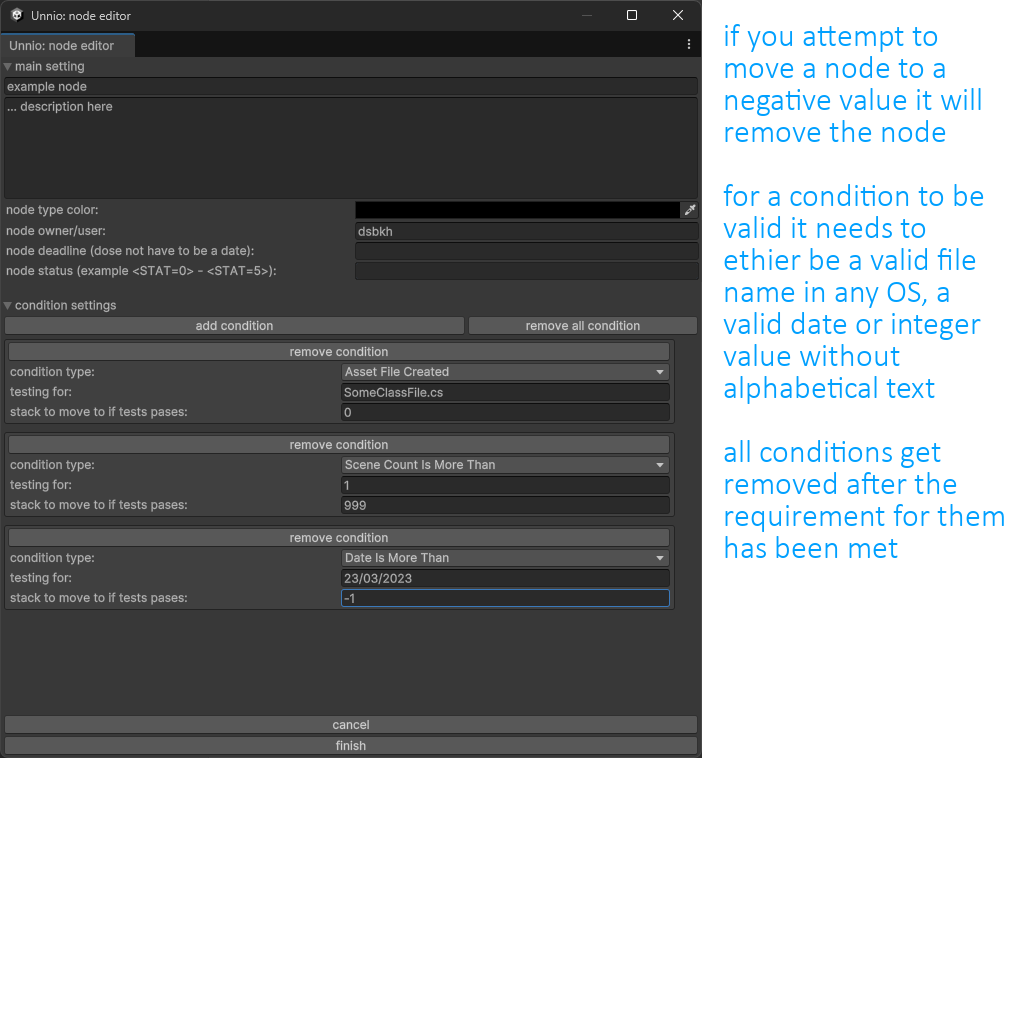 Unnio: node editor
Unnio: node editor
main setting
example node
... description here
node type color:
node owner/user: dsbkh
node deadline (dose not have to be a date):
node status (example <STAT=0> - <STAT=5>):
condition settings
add condition remove all condition
remove condition
condition type: Asset File Created
testing for: SomeClassFile.cs
stack to move to if tests pases: 0
remove condition
condition type: Scene Count Is More Than
testing for: 1
stack to move to if tests pases: 999
remove condition
condition type: Date Is More Than
testing for: 23/03/2023
stack to move to if tests pases: -1
cancel
finish
if you attempt to
move a node to a
negative value it will
remove the node
for a condition to be
valid it needs to
ethier be a valid file
name in any OS, a
valid date or integer
value without
alphabetical text
all conditions get
removed after the
requirement for them
has been met